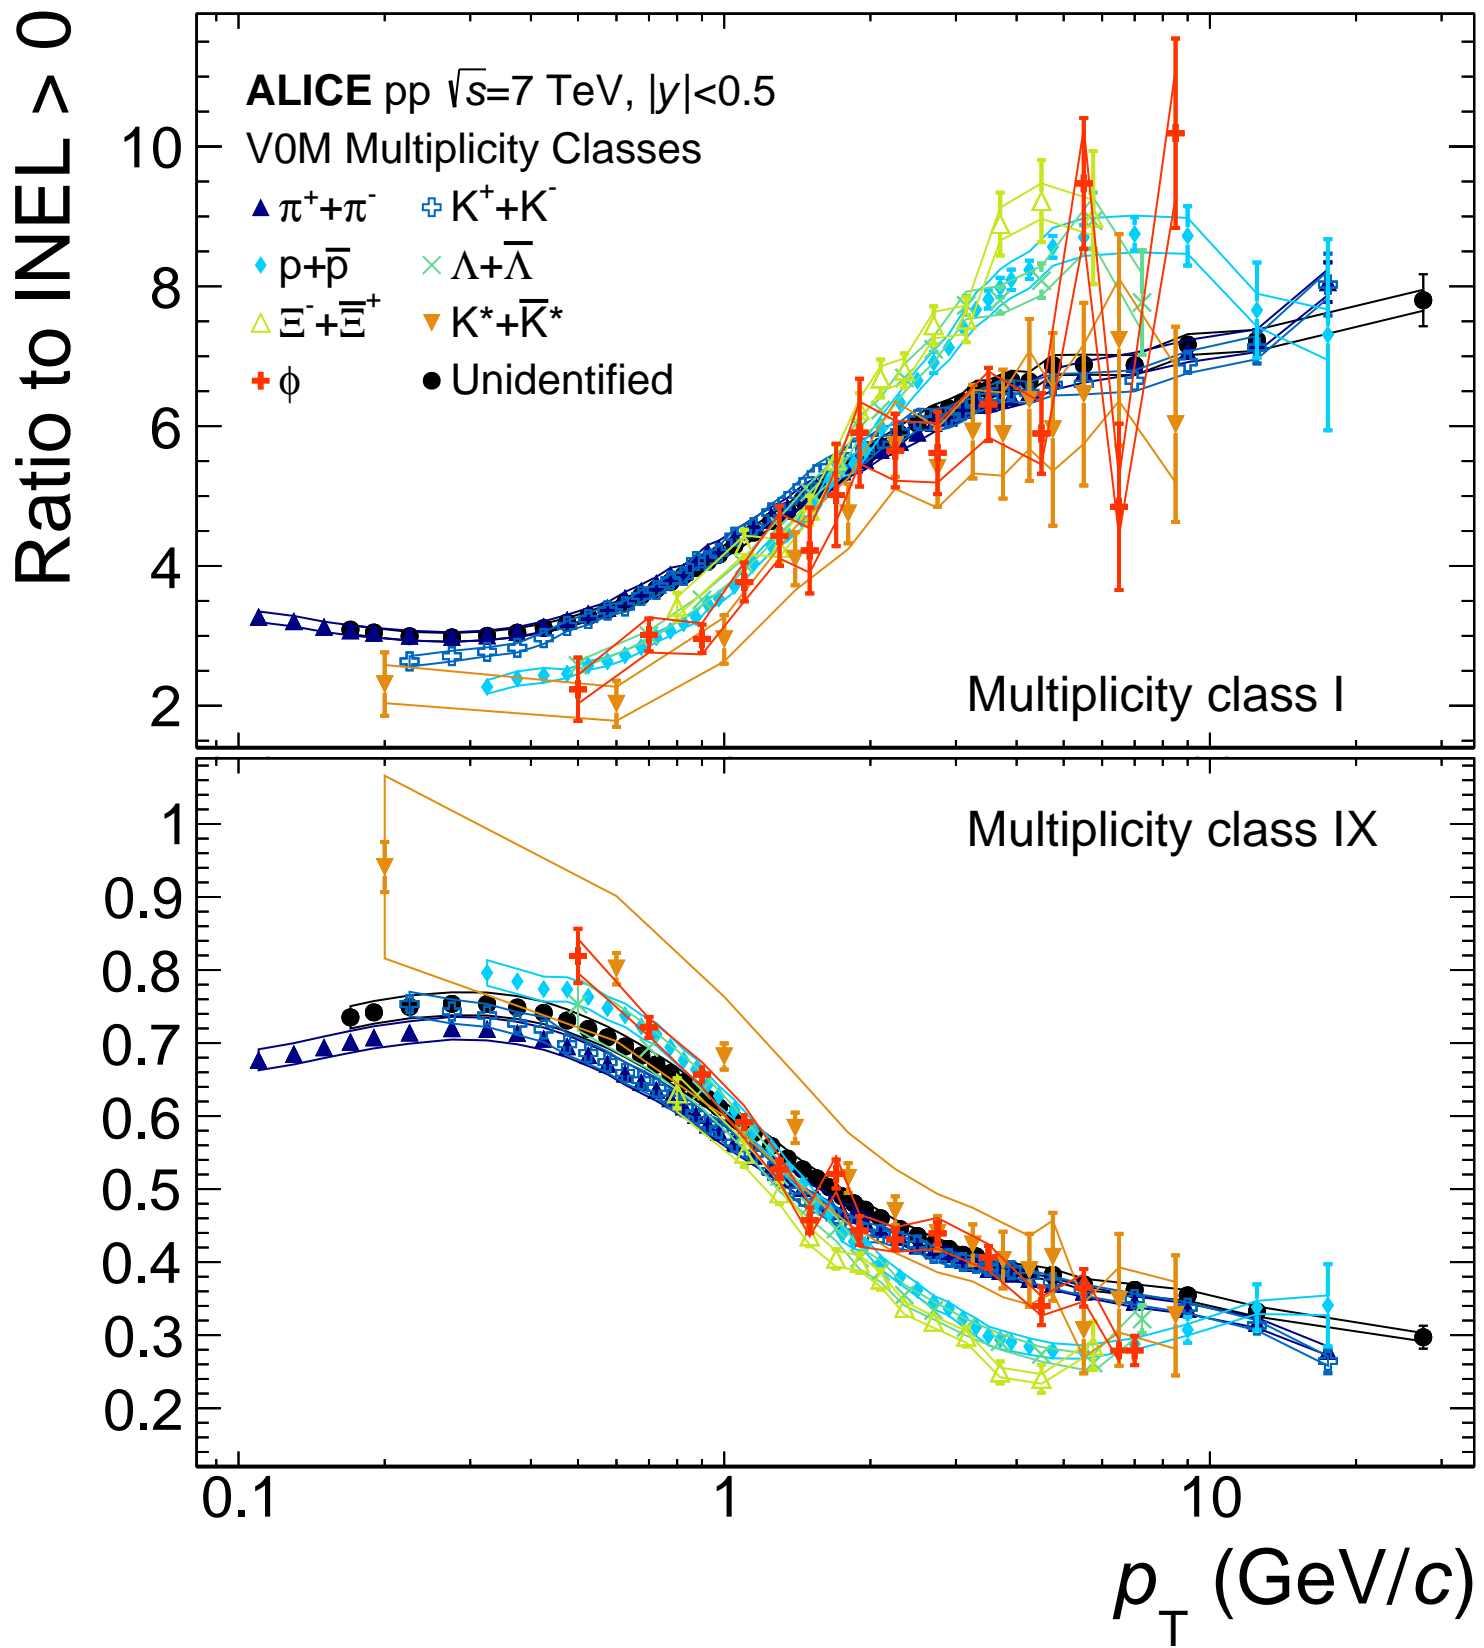 Ratio to INEL > 0
ALICE pp √s=7 TeV, |y|<0.5
V0M Multiplicity Classes
π⁺+π⁻ K⁺+K⁻
p+p̅ Λ+Λ̅
Ξ⁻+Ξ̅⁺ K*+K̅*
ϕ Unidentified
10
8
6
4
2
Multiplicity class I
Multiplicity class IX
1
0.9
0.8
0.7
0.6
0.5
0.4
0.3
0.2
0.1 1 10
p_T (GeV/c)